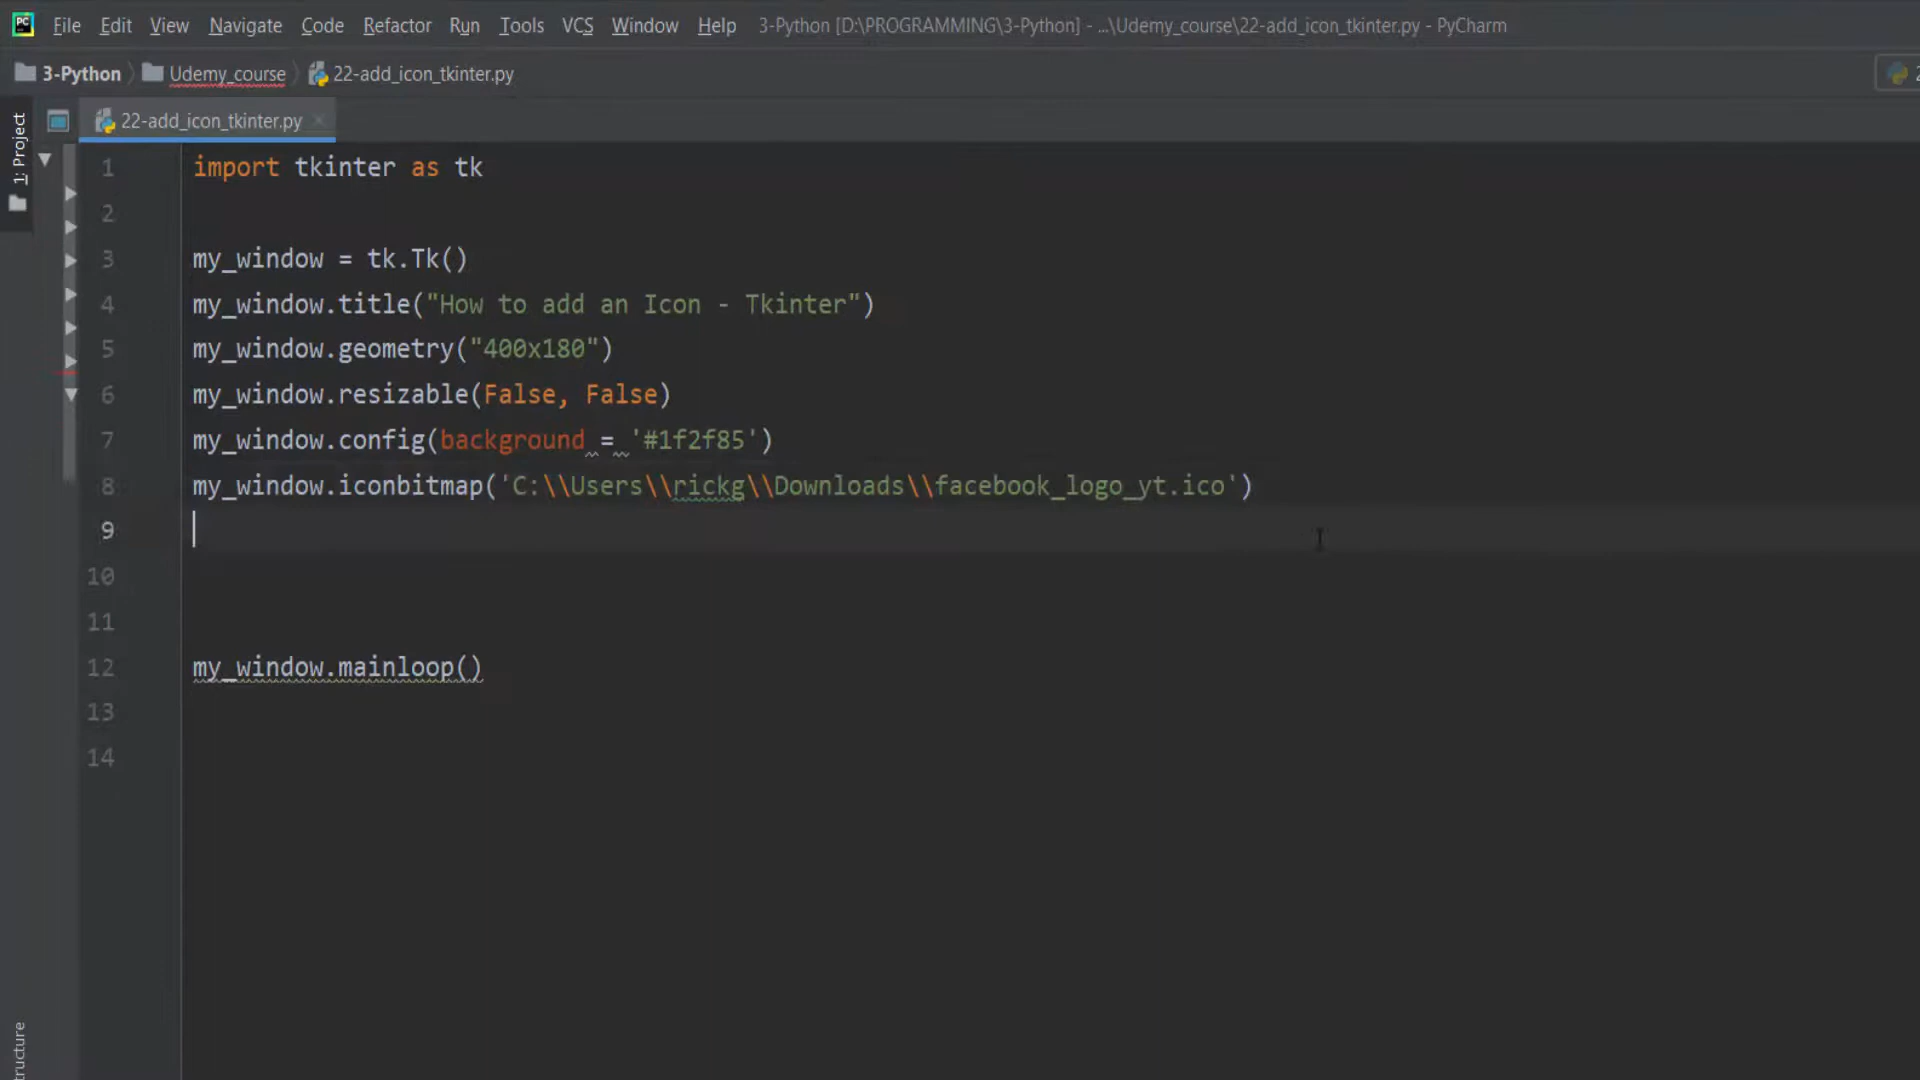 File Edit View Navigate Code Refactor Run Tools VCS Window Help 3-Python [D:\PROGRAMMING\3-Python] - ...\Udemy_course\22-add_icon_tkinter.py - PyCharm
3-Python Udemy_course 22-add_icon_tkinter.py
22-add_icon_tkinter.py
1: Project
1 import tkinter as tk
2
3 my_window = tk.Tk()
4 my_window.title("How to add an Icon - Tkinter")
5 my_window.geometry("400x180")
6 my_window.resizable(False, False)
7 my_window.config(background = '#1f2f85')
8 my_window.iconbitmap('C:\\Users\\rickg\\Downloads\\facebook_logo_yt.ico')
9
10
11
12 my_window.mainloop()
13
14